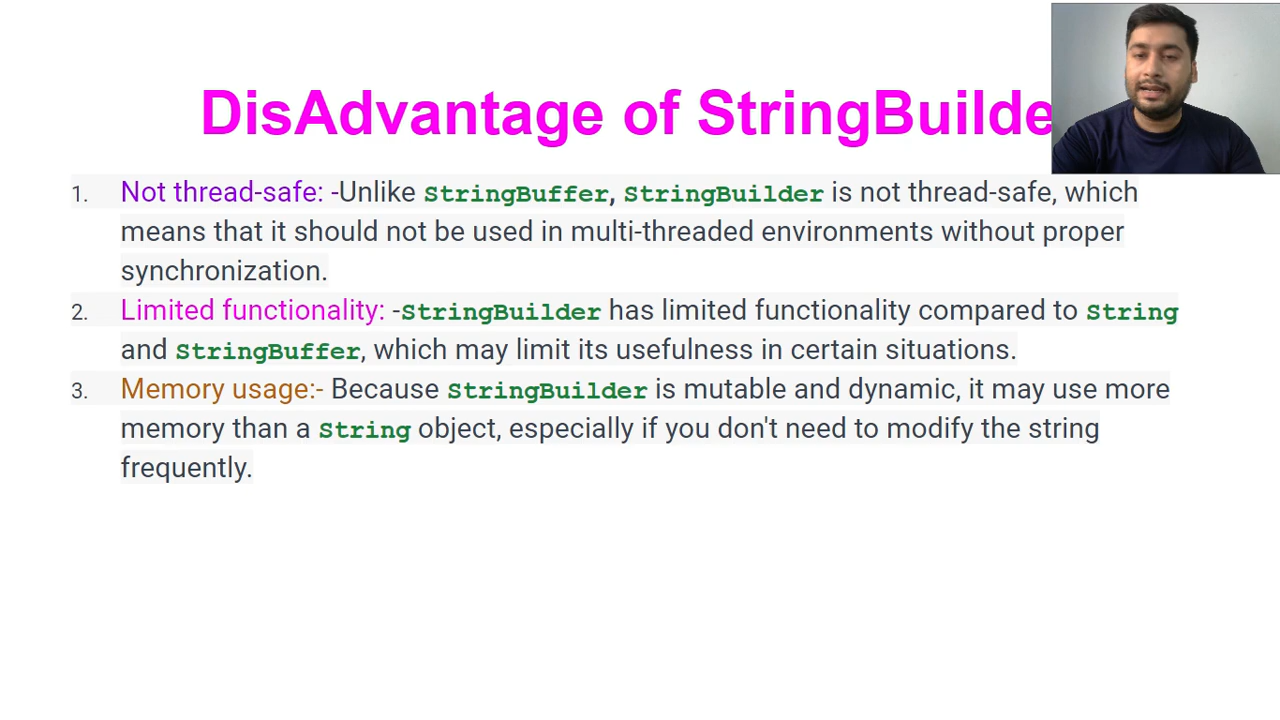 DisAdvantage of StringBuilde
1. Not thread-safe: -Unlike StringBuffer, StringBuilder is not thread-safe, which
means that it should not be used in multi-threaded environments without proper
synchronization.
2. Limited functionality: -StringBuilder has limited functionality compared to String
and StringBuffer, which may limit its usefulness in certain situations.
3. Memory usage:- Because StringBuilder is mutable and dynamic, it may use more
memory than a String object, especially if you don't need to modify the string
frequently.